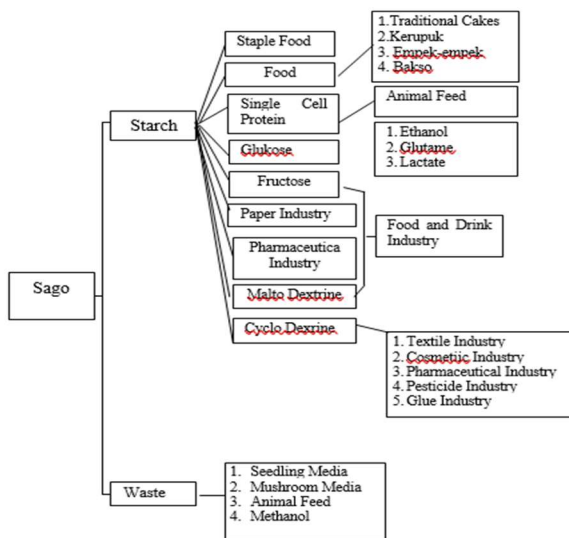 Staple Food
Food
1. Traditional Cakes
2. Kerupuk
3. Empek-empek
4. Bakso
Single Cell
Protein
Animal Feed
Starch
Glukose
1. Ethanol
2. Glutame
3. Lactate
Fructose
Paper Industry
Food and Drink
Industry
Pharmaceutica
Industry
Malto Dextrine
Sago
Cyclo Dexrine
1. Textile Industry
2. Cosmetijc Industry
3. Pharmaceutical Industry
4. Pesticide Industry
5. Glue Industry
Waste
1. Seedling Media
2. Mushroom Media
3. Animal Feed
4. Methanol